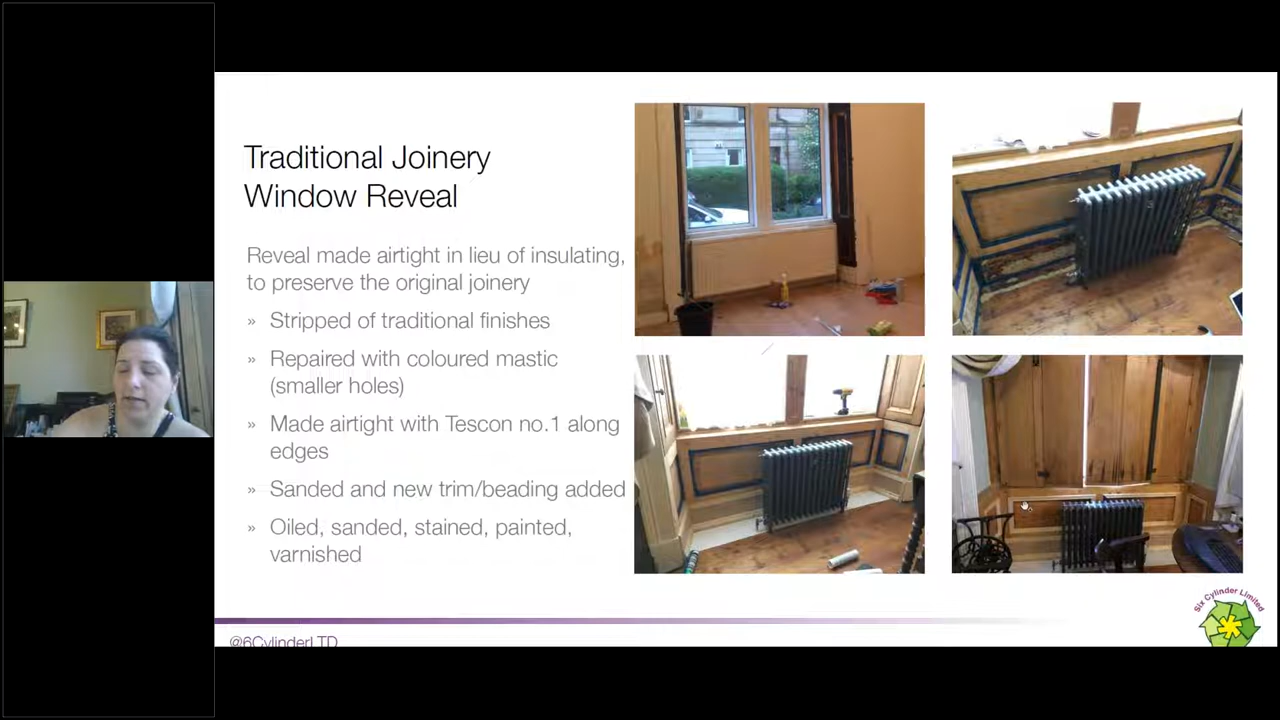 Traditional Joinery
Window Reveal
Reveal made airtight in lieu of insulating,
to preserve the original joinery
» Stripped of traditional finishes
» Repaired with coloured mastic
(smaller holes)
» Made airtight with Tescon no.1 along
edges
» Sanded and new trim/beading added
» Oiled, sanded, stained, painted,
varnished
@6CylinderLTD
Six Cylinder Limited